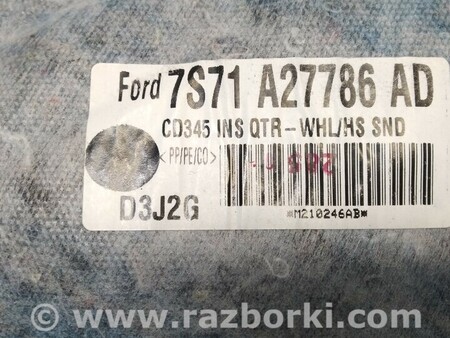 Ford 7S71 A27786 AD
CD345 INS QTR-WHL/HS SND
<PP/PE/CO>
D3J2G
*M210246AB*
www.razborki.com